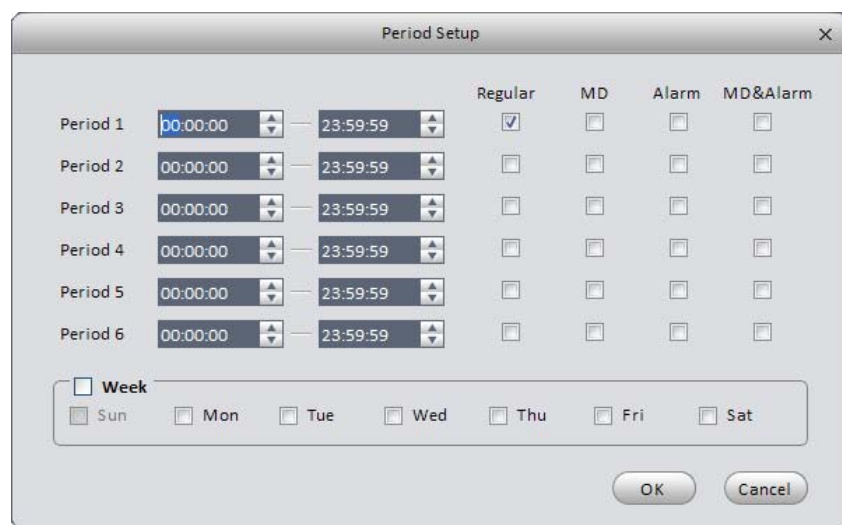 Period Setup
Regular MD Alarm MD&Alarm
Period 1 00:00:00 23:59:59
Period 2 00:00:00 23:59:59
Period 3 00:00:00 23:59:59
Period 4 00:00:00 23:59:59
Period 5 00:00:00 23:59:59
Period 6 00:00:00 23:59:59
Week
Sun Mon Tue Wed Thu Fri Sat
OK Cancel